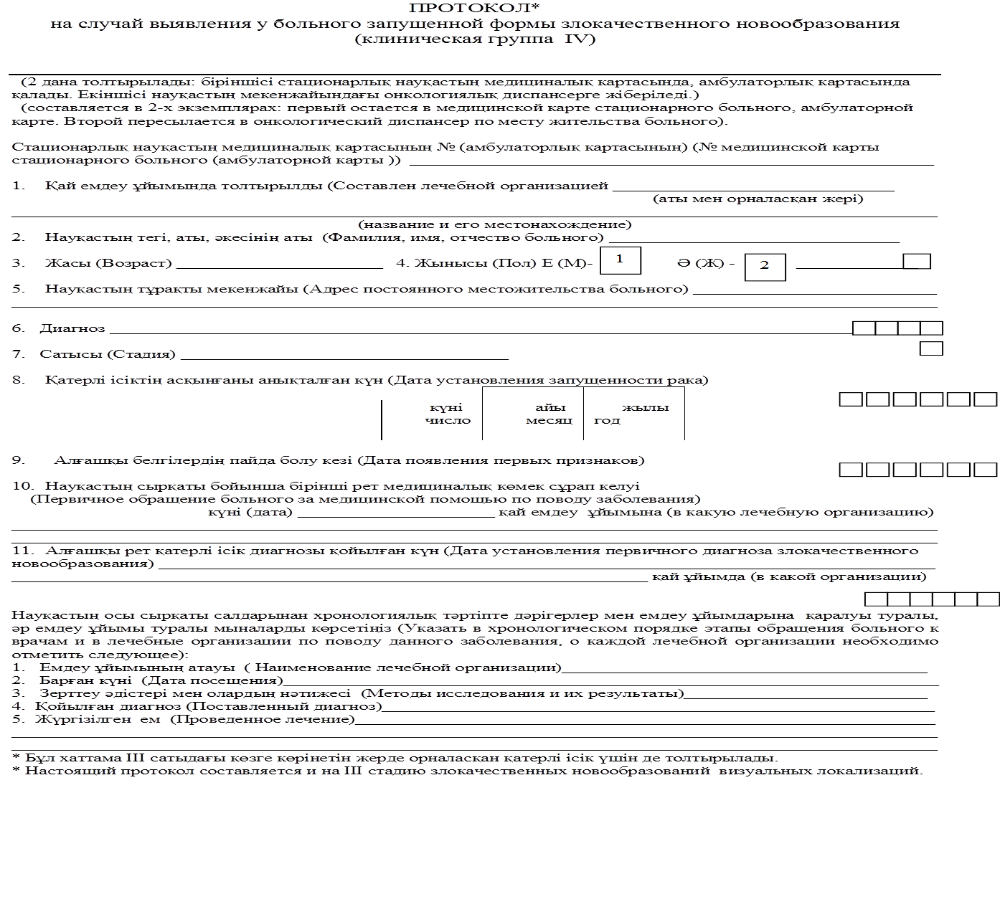 ПРОТОКОЛ*
на случай выявления у больного запущенной формы злокачественного новообразования
(клиническая группа  IV)
(2 дана толтырылады: біріншісі стационарлық науқастың медициналық картасында, амбулаторлық картасында
қалады. Екіншісі науқастың мекенжайындағы онкологиялық диспансерге жіберіледі.)
(составляется в 2-х экземплярах: первый остается в медицинской карте стационарного больного, амбулаторной
карте. Второй пересылается в онкологический диспансер по месту жительства больного).
Стационарлық науқастың медициналық картасының № (амбулаторлық картасының) (№ медицинской карты
стационарного больного (амбулаторной карты )) ____________________
1. Қай емдеу ұйымында толтырылды (Составлен лечебной организацией ____________________
(аты мен орналасқан жері)
____________________
(название и его местонахождение)
2. Науқастың тегі, аты, әкесінің аты  (Фамилия, имя, отчество больного) ____________________
3. Жасы (Возраст) ____________________ 4. Жынысы (Пол) Е (М)- 1 Ә (Ж) - 2 ____________________
5. Науқастың тұрақты мекенжайы (Адрес постоянного местожительства больного) ____________________
____________________
6. Диагноз ____________________
7. Сатысы (Стадия) ____________________
8. Қатерлі ісіктің асқынғаны анықталған күн (Дата установления запущенности рака)
күні айы жылы
число месяц год
9. Алғашқы белгілердің пайда болу кезі (Дата появления первых признаков)
10. Науқастың сырқаты бойынша бірінші рет медициналық көмек сұрап келуі
(Первичное обращение больного за медицинской помощью по поводу заболевания)
күні (дата) ____________________ қай емдеу  ұйымына (в какую лечебную организацию)
____________________
____________________
11. Алғашқы рет қатерлі ісік диагнозы қойылған күн (Дата установления первичного диагноза злокачественного
новообразования) ____________________
____________________ қай ұйымда (в какой организации)
Науқастың осы сырқаты салдарынан хронологиялық тәртіпте дәрігерлер мен емдеу ұйымдарына  қаралуы туралы,
әр емдеу ұйымы туралы мыналарды көрсетіңіз (Указать в хронологическом порядке этапы обращения больного к
врачам и в лечебные организации по поводу данного заболевания, о каждой лечебной организации необходимо
отметить следующее):
1. Емдеу ұйымының атауы  ( Наименование лечебной организации)____________________
2. Барған күні  (Дата посещения)____________________
3. Зерттеу әдістері мен олардың нәтижесі  (Методы исследования и их результаты)____________________
4. Қойылған диагноз (Поставленный диагноз)____________________
5. Жүргізілген  ем  (Проведенное лечение)____________________
____________________
____________________
* Бұл хаттама III сатыдағы көзге көрінетін жерде орналасқан қатерлі ісік үшін де толтырылады.
* Настоящий протокол составляется и на III стадию злокачественных новообразований  визуальных локализаций.